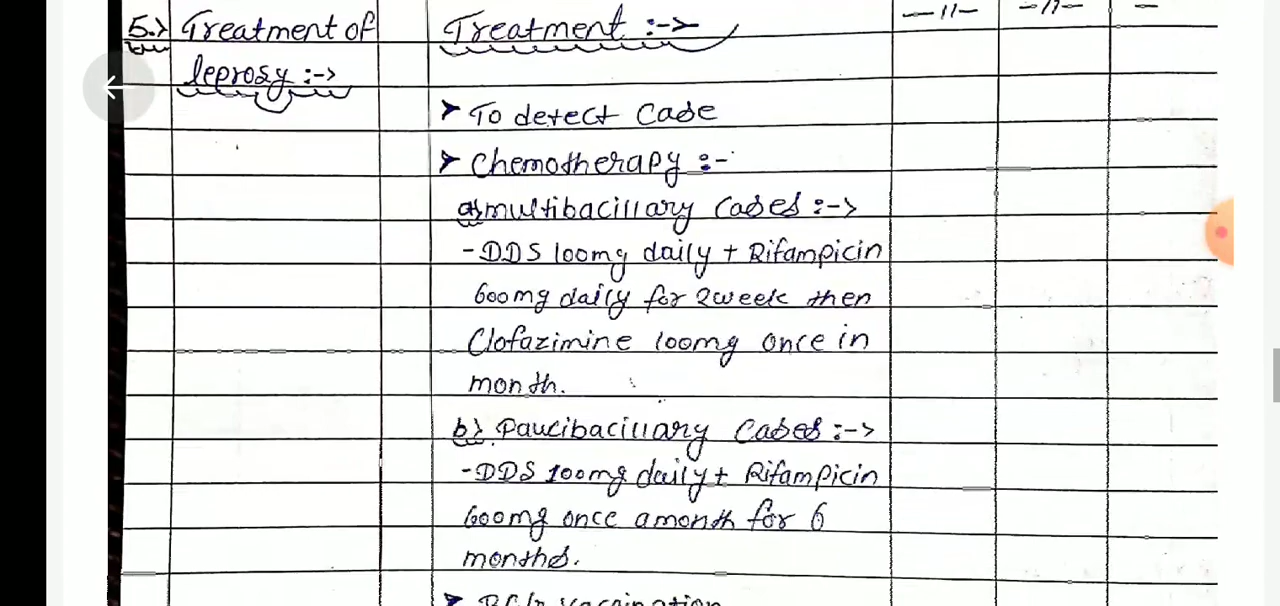 5.> Treatment of
leprosy :->
Treatment :->
—11— —11— —
➤ To detect Case
➤ Chemotherapy :-
a) multibacillary Cases :->
- DDS 100mg daily + Rifampicin
600mg daily for 2week then
Clofazimine 100mg once in
month.
b) Paucibacillary Cases :->
- DDS 100mg daily + Rifampicin
600mg once a month for 6
months.
➤ BCG vaccination